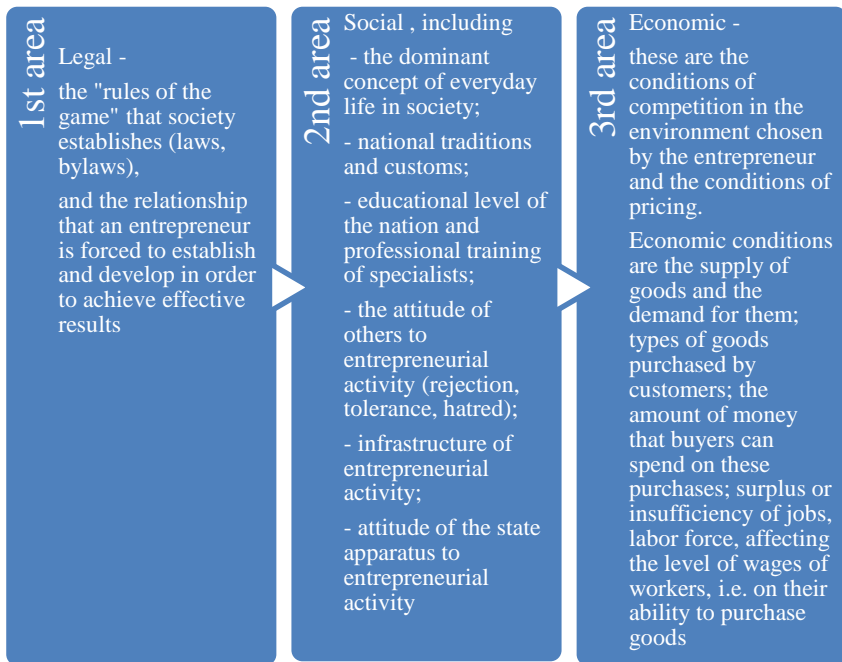 1st area
Legal -
the "rules of the
game" that society
establishes (laws,
bylaws),
and the relationship
that an entrepreneur
is forced to establish
and develop in order
to achieve effective
results
2nd area
Social , including
- the dominant
concept of everyday
life in society;
- national traditions
and customs;
- educational level of
the nation and
professional training
of specialists;
- the attitude of
others to
entrepreneurial
activity (rejection,
tolerance, hatred);
- infrastructure of
entrepreneurial
activity;
- attitude of the state
apparatus to
entrepreneurial
activity
3rd area
Economic -
these are the
conditions of
competition in the
environment chosen
by the entrepreneur
and the conditions of
pricing.
Economic conditions
are the supply of
goods and the
demand for them;
types of goods
purchased by
customers; the
amount of money
that buyers can
spend on these
purchases; surplus or
insufficiency of jobs,
labor force, affecting
the level of wages of
workers, i.e. on their
ability to purchase
goods